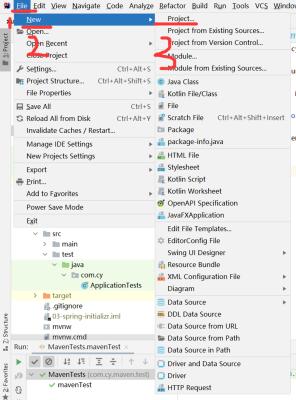 File Edit View Navigate Code Analyze Refactor Build Run Tools VCS Window
New
Open...
Open Recent
Close Project
Settings... Ctrl+Alt+S
Project Structure... Ctrl+Alt+Shift+S
File Properties
Save All Ctrl+S
Reload All from Disk Ctrl+Alt+Y
Invalidate Caches / Restart...
Manage IDE Settings
New Projects Settings
Export
Print...
Add to Favorites
Power Save Mode
Exit
Project...
Project from Existing Sources...
Project from Version Control...
Module...
Module from Existing Sources...
Java Class
Kotlin File/Class
File
Scratch File Ctrl+Alt+Shift+Insert
Package
package-info.java
HTML File
Stylesheet
Kotlin Script
Kotlin Worksheet
OpenAPI Specification
JavaFXApplication
Edit File Templates...
EditorConfig File
Swing UI Designer
Resource Bundle
XML Configuration File
Diagram
Data Source
DDL Data Source
Data Source from URL
Data Source from Path
Data Source in Path
Driver and Data Source
Driver
HTTP Request
1: Project
2
3
src
main
test
java
com.cy
ApplicationTests
target
.gitignore
03-spring-initializr.iml
mvnw
mvnw.cmd
Run: MavenTests.mavenTest
MavenTests (com.cy.maven.test)
mavenTest
Z: Structure
2: Favorites